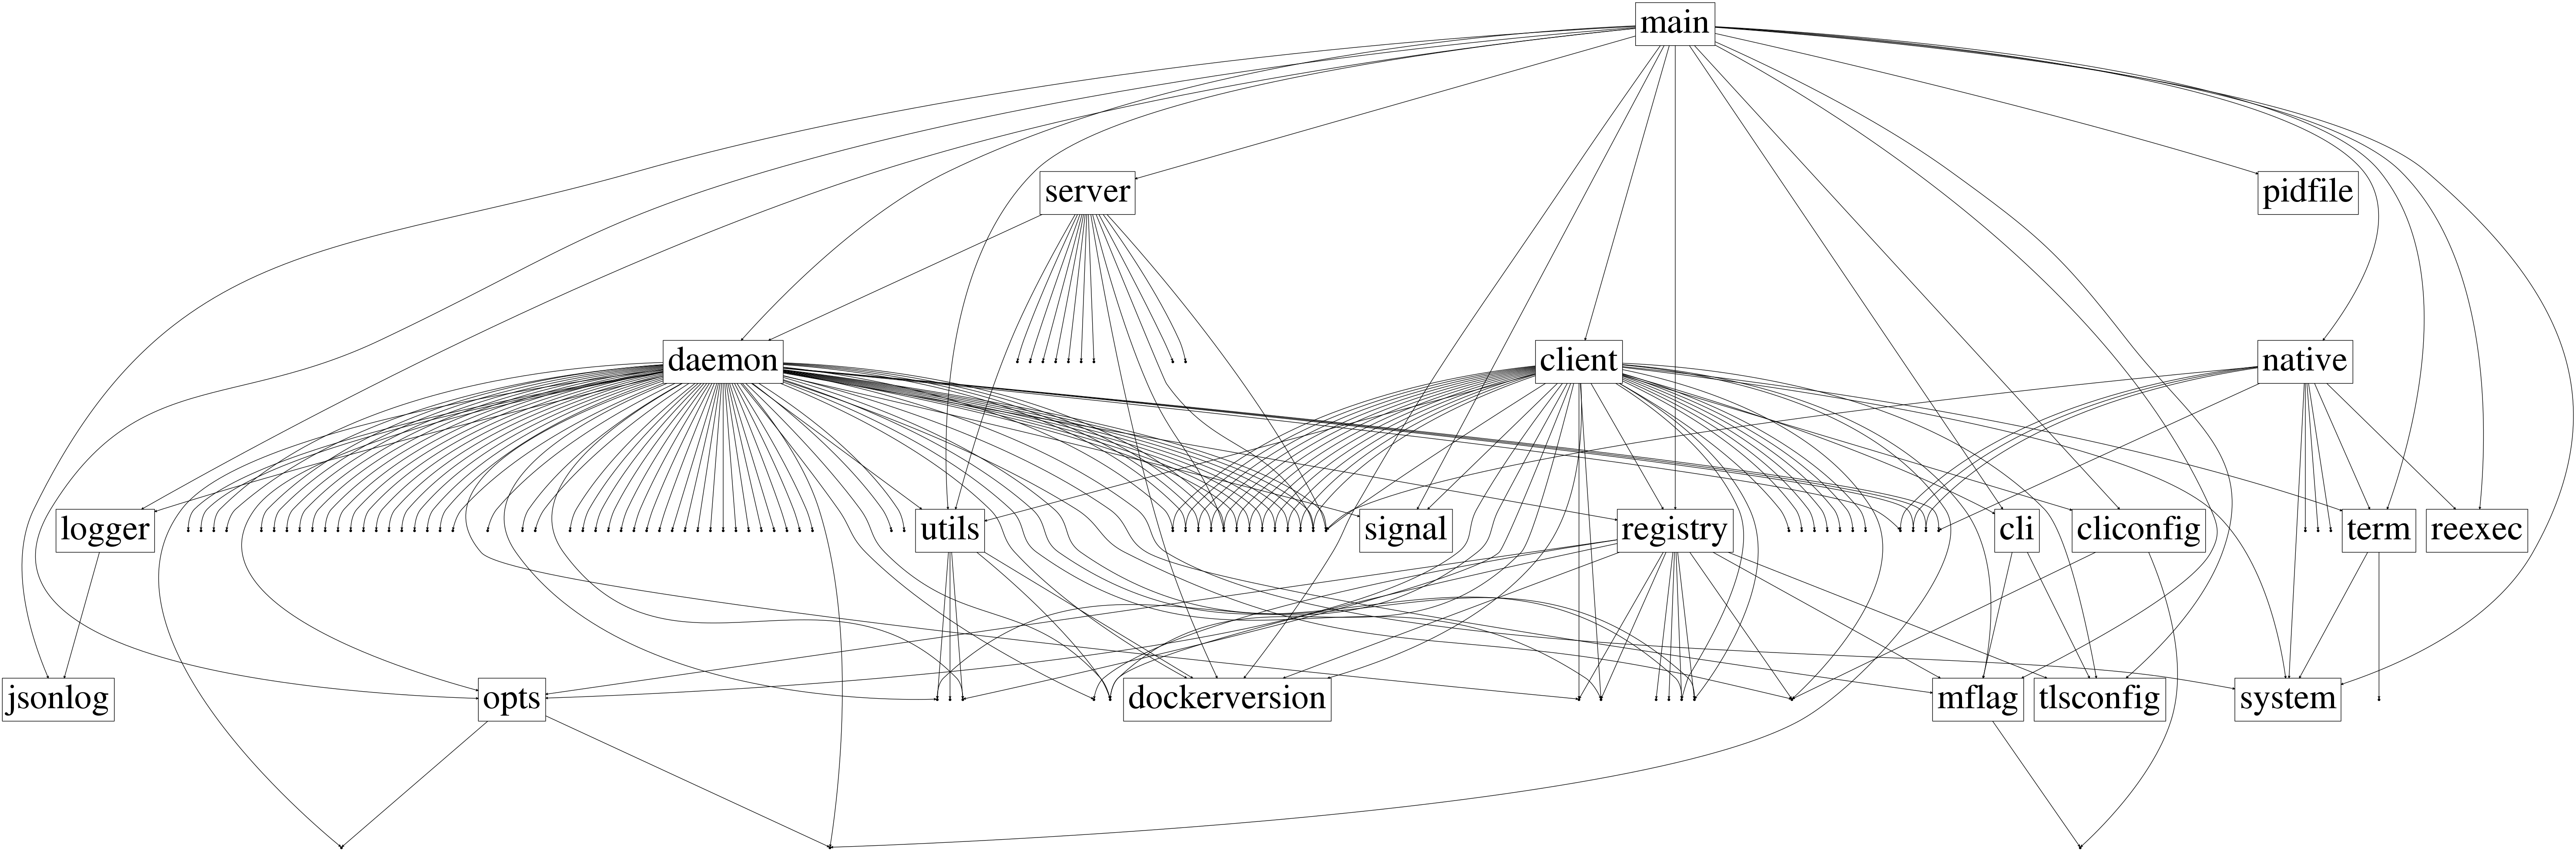 main
server
pidfile
daemon
client
native
logger
utils
signal
registry
cli
cliconfig
term
reexec
jsonlog
opts
dockerversion
mflag
tlsconfig
system